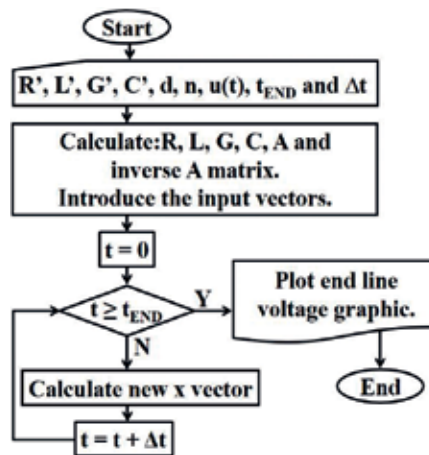 Start
R’, L’, G’, C’, d, n, u(t), tEND and Δt
Calculate:R, L, G, C, A and
inverse A matrix.
Introduce the input vectors.
t = 0
t ≥ tEND
Y
N
Plot end line
voltage graphic.
End
Calculate new x vector
t = t + Δt